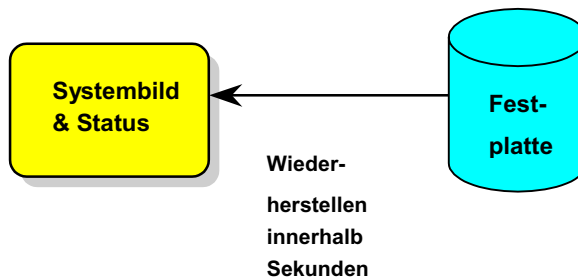 Systembild
& Status
Fest-
platte
Wieder-
herstellen
innerhalb
Sekunden